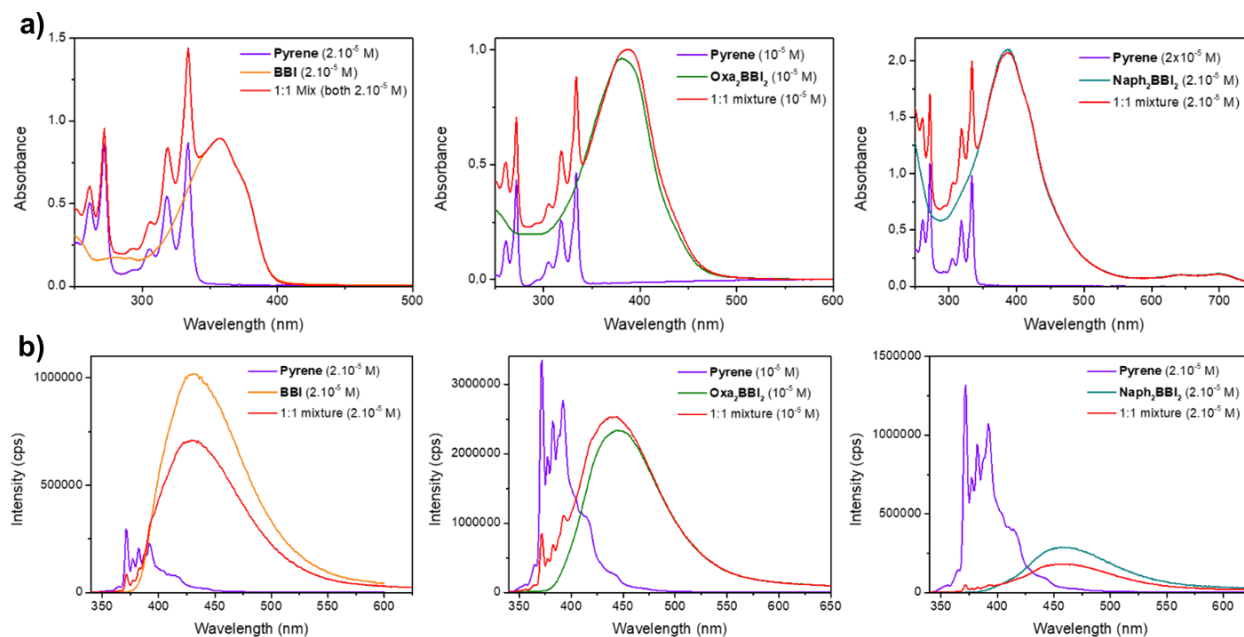 a)
Pyrene (2.10⁻⁵ M)
BBI (2.10⁻⁵ M)
1:1 Mix (both 2.10⁻⁵ M)
Absorbance
0.0
0.5
1.0
1.5
300
400
500
Wavelength (nm)
Pyrene (10⁻⁵ M)
Oxa₂BBI₂ (10⁻⁵ M)
1:1 mixture (10⁻⁵ M)
Absorbance
0.0
0.5
1,0
300
400
500
600
Wavelength (nm)
Pyrene (2x10⁻⁵ M)
Naph₂BBI₂ (2.10⁻⁵ M)
1:1 mixture (2.10⁻⁵ M)
Absorbance
0,0
0,5
1,0
1,5
2,0
300
400
500
600
700
Wavelength (nm)
b)
Pyrene (2.10⁻⁵ M)
BBI (2.10⁻⁵ M)
1:1 mixture (2.10⁻⁵ M)
Intensity (cps)
0
500000
1000000
350
400
450
500
550
600
Wavelength (nm)
Pyrene (10⁻⁵ M)
Oxa₂BBI₂ (10⁻⁵ M)
1:1 mixture (10⁻⁵ M)
Intensity (cps)
0
1000000
2000000
3000000
350
400
450
500
550
600
650
Wavelength (nm)
Pyrene (2.10⁻⁵ M)
Naph₂BBI₂ (2.10⁻⁵ M)
1:1 mixture (2.10⁻⁵ M)
Intensity (cps)
0
500000
1000000
1500000
350
400
450
500
550
600
Wavelength (nm)